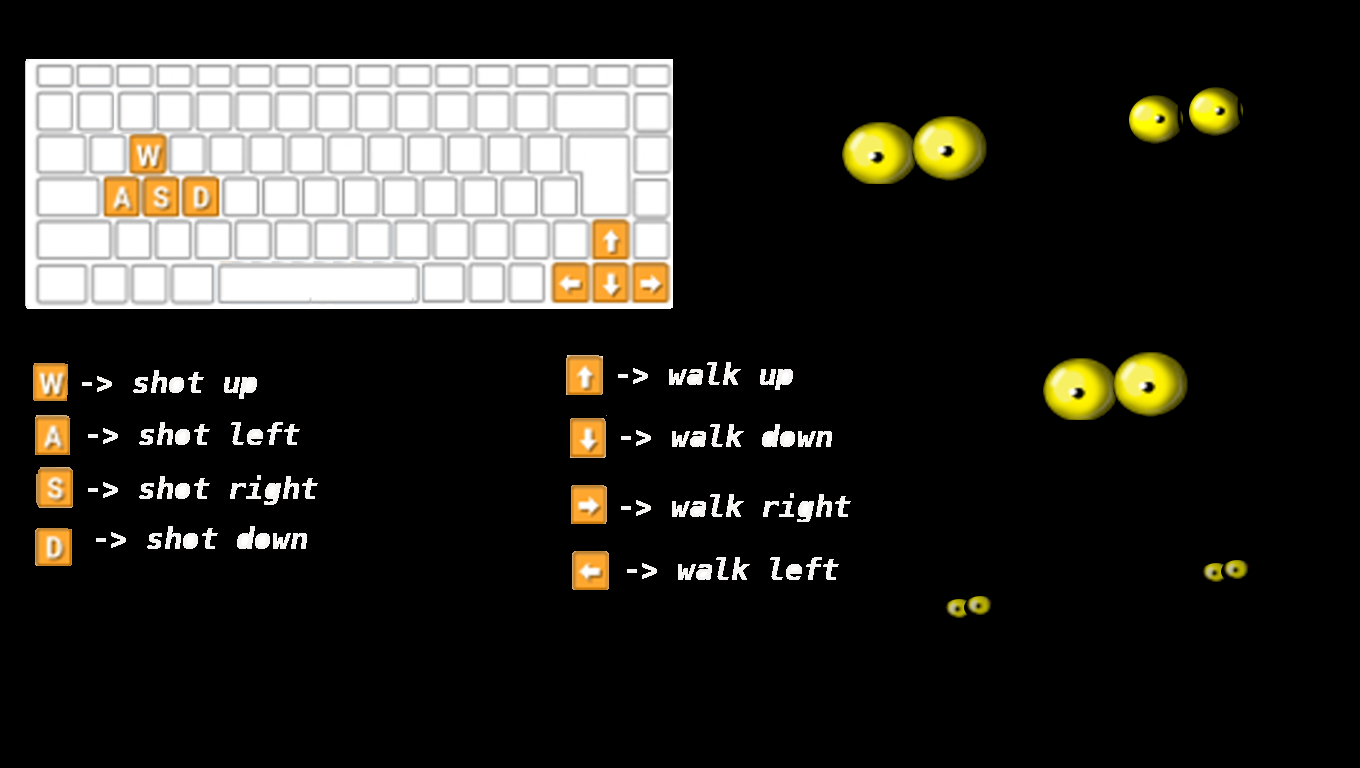 W
A S D
↑
← ↓ →
W -> shot up
A -> shot left
S -> shot right
D -> shot down
↑ -> walk up
↓ -> walk down
→ -> walk right
← -> walk left